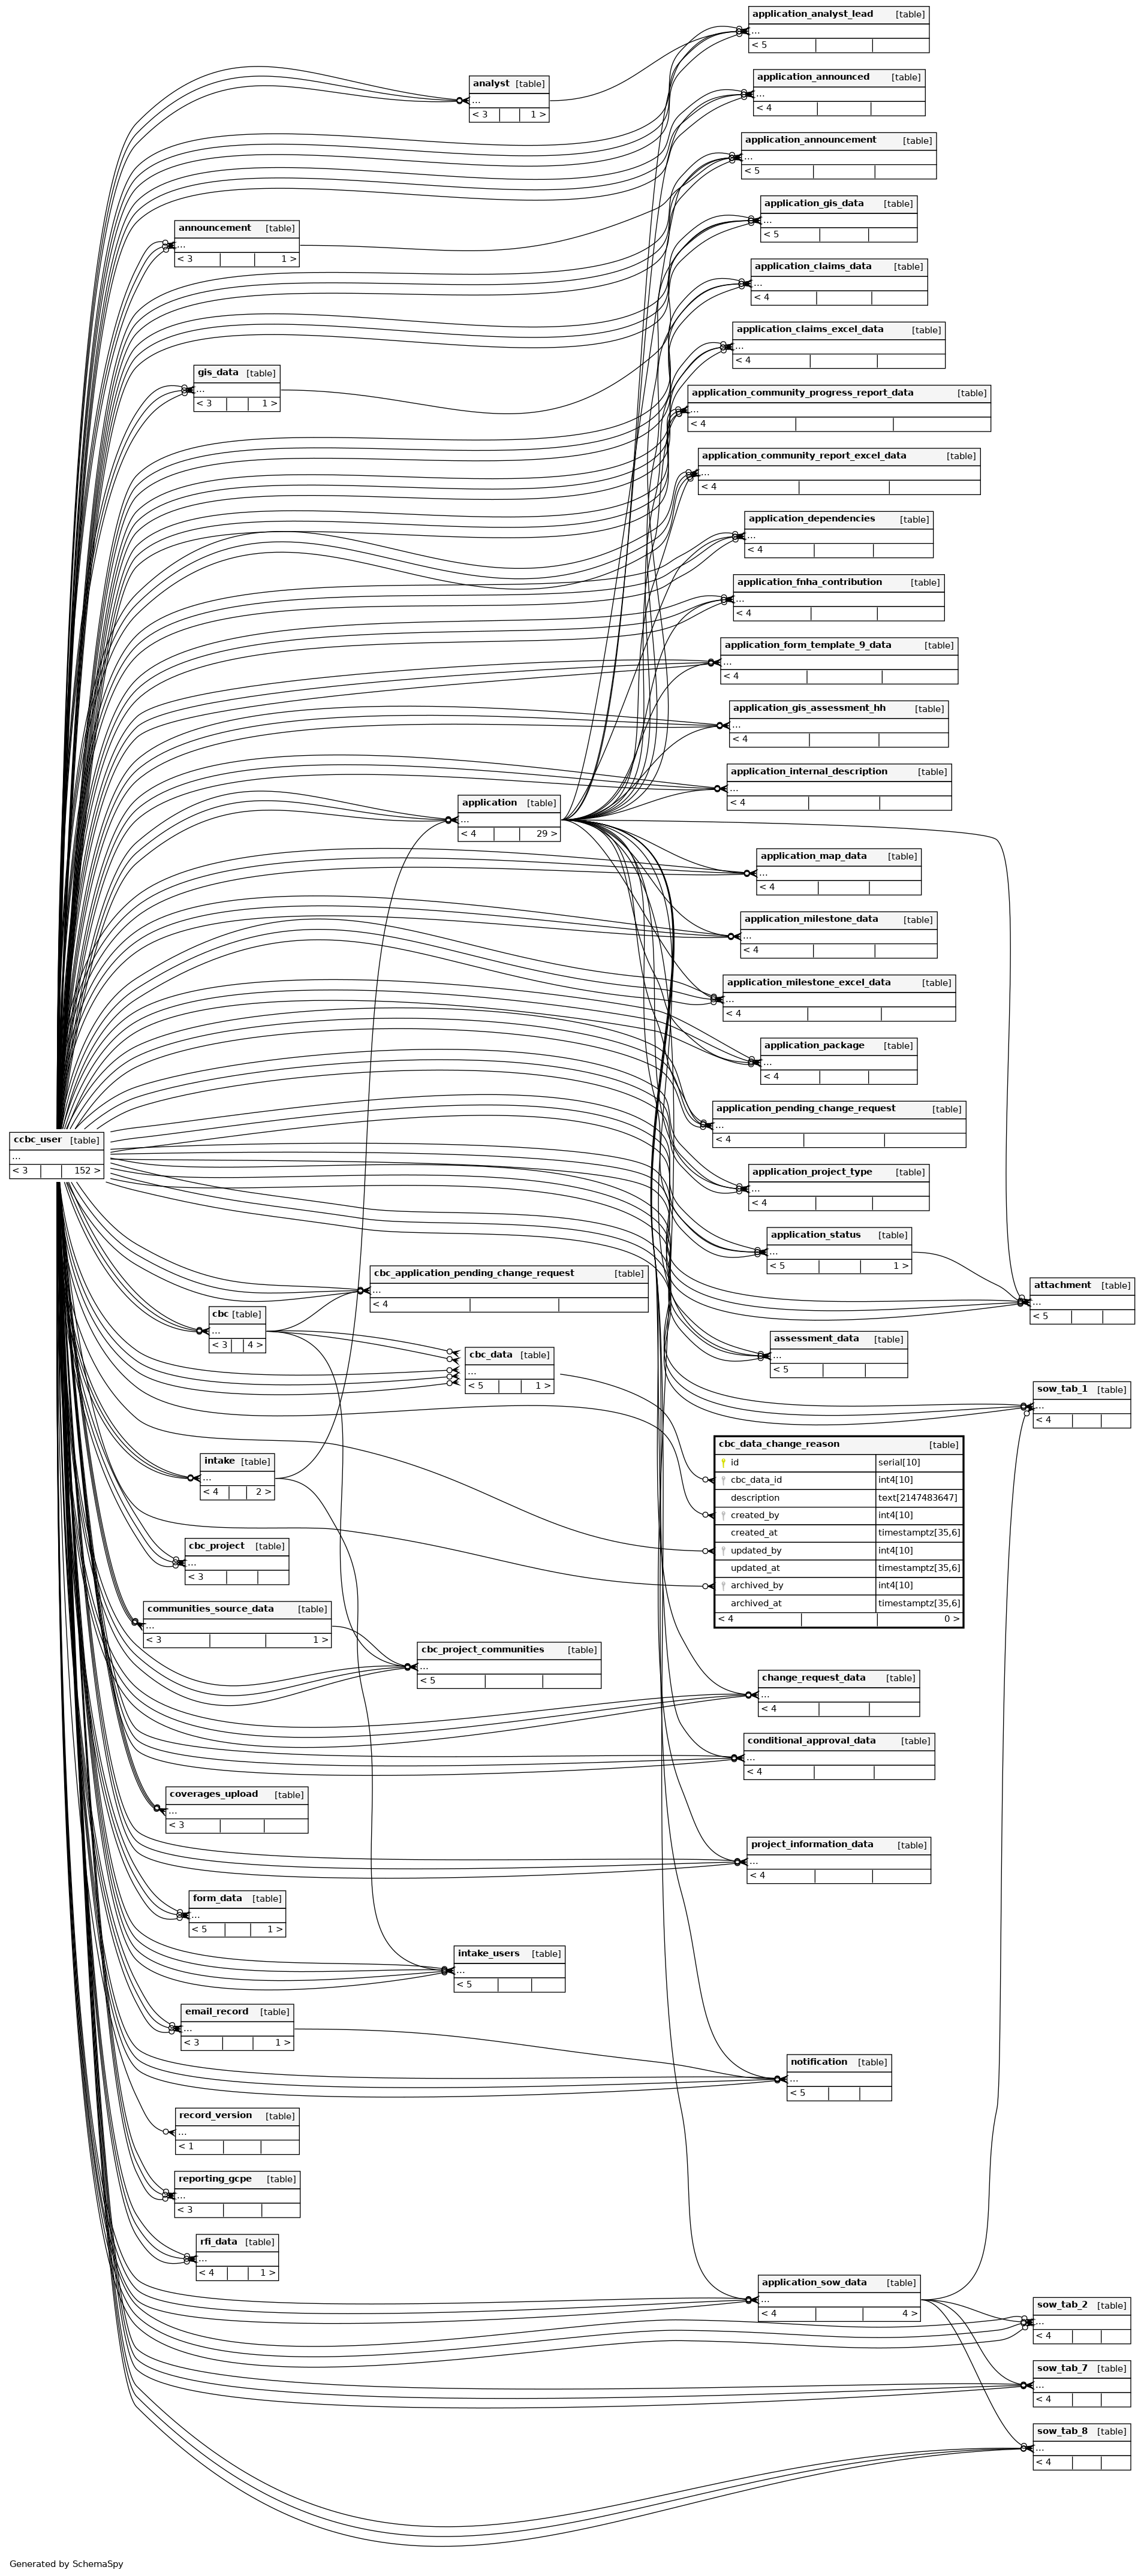 application_analyst_lead [table]
...
< 5
application_announced [table]
...
< 4
analyst [table]
...
< 3 1 >
application_announcement [table]
...
< 5
application_gis_data [table]
...
< 5
announcement [table]
...
< 3 1 >
application_claims_data [table]
...
< 4
application_claims_excel_data [table]
...
< 4
gis_data [table]
...
< 3 1 >
application_community_progress_report_data [table]
...
< 4
application_community_report_excel_data [table]
...
< 4
application_dependencies [table]
...
< 4
application_fnha_contribution [table]
...
< 4
application_form_template_9_data [table]
...
< 4
application_gis_assessment_hh [table]
...
< 4
application_internal_description [table]
...
< 4
application [table]
...
< 4 29 >
application_map_data [table]
...
< 4
application_milestone_data [table]
...
< 4
application_milestone_excel_data [table]
...
< 4
application_package [table]
...
< 4
application_pending_change_request [table]
...
< 4
ccbc_user [table]
...
< 3 152 >
application_project_type [table]
...
< 4
application_status [table]
...
< 5 1 >
cbc_application_pending_change_request [table]
...
< 4
attachment [table]
...
< 5
cbc [table]
...
< 3 4 >
assessment_data [table]
...
< 5
cbc_data [table]
...
< 5 1 >
sow_tab_1 [table]
...
< 4
cbc_data_change_reason [table]
id serial[10]
cbc_data_id int4[10]
description text[2147483647]
created_by int4[10]
created_at timestamptz[35,6]
updated_by int4[10]
updated_at timestamptz[35,6]
archived_by int4[10]
archived_at timestamptz[35,6]
< 4 0 >
intake [table]
...
< 4 2 >
cbc_project [table]
...
< 3
communities_source_data [table]
...
< 3 1 >
cbc_project_communities [table]
...
< 5
change_request_data [table]
...
< 4
conditional_approval_data [table]
...
< 4
coverages_upload [table]
...
< 3
project_information_data [table]
...
< 4
form_data [table]
...
< 5 1 >
intake_users [table]
...
< 5
email_record [table]
...
< 3 1 >
notification [table]
...
< 5
record_version [table]
...
< 1
reporting_gcpe [table]
...
< 3
rfi_data [table]
...
< 4 1 >
application_sow_data [table]
...
< 4 4 >
sow_tab_2 [table]
...
< 4
sow_tab_7 [table]
...
< 4
sow_tab_8 [table]
...
< 4
Generated by SchemaSpy